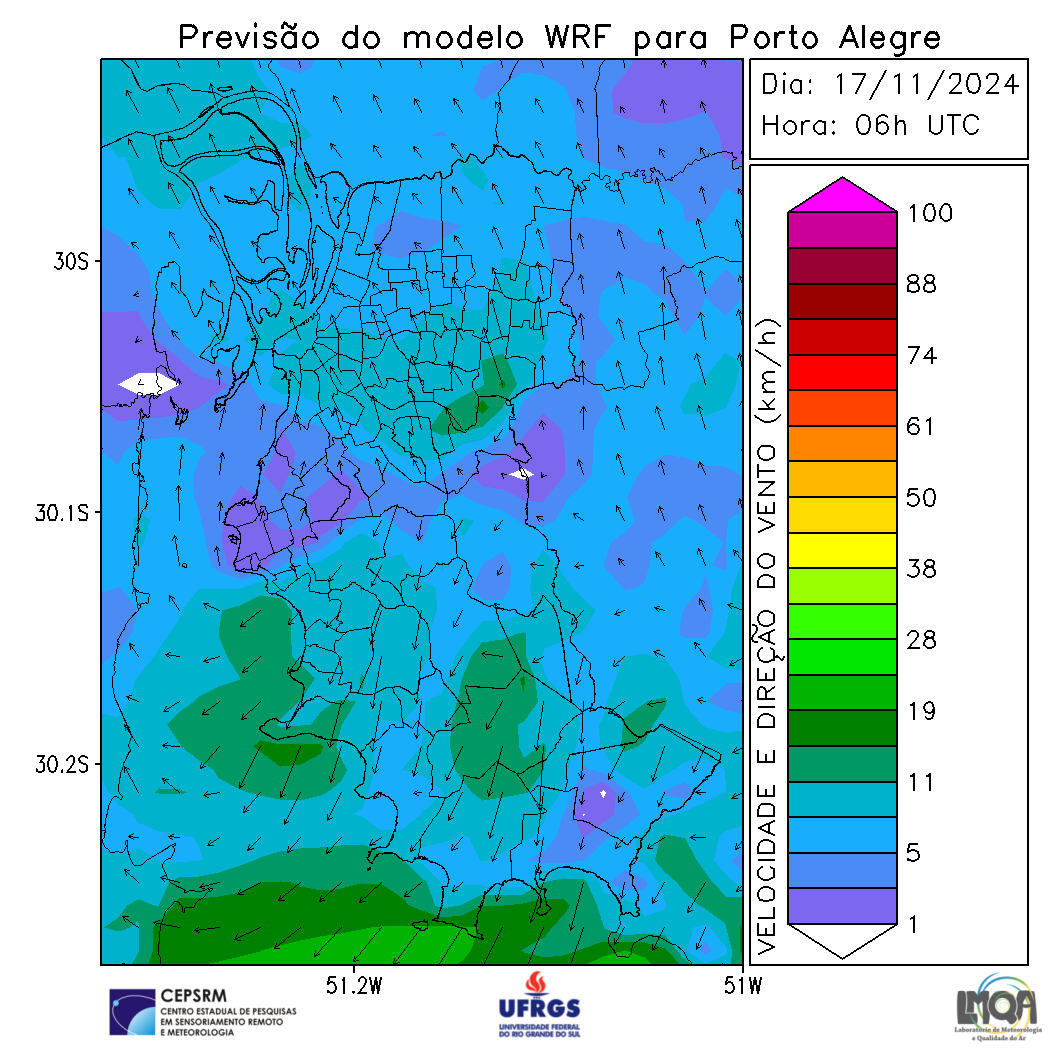 Previsão do modelo WRF para Porto Alegre
Dia: 17/11/2024
Hora: 06h UTC
30S
30.1S
30.2S
51.2W
51W
VELOCIDADE E DIREÇÃO DO VENTO (km/h)
100
88
74
61
50
38
28
19
11
5
1
CEPSRM
CENTRO ESTADUAL DE PESQUISAS
EM SENSORIAMENTO REMOTO
E METEOROLOGIA
UFRGS
UNIVERSIDADE FEDERAL
DO RIO GRANDE DO SUL
LMQA
Laboratório de Meteorologia
e Qualidade do Ar